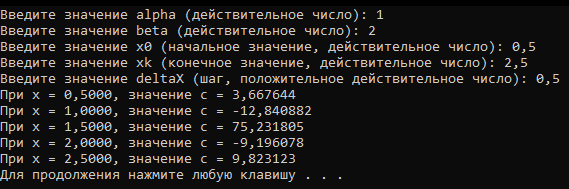 Введите значение alpha (действительное число): 1
Введите значение beta (действительное число): 2
Введите значение x0 (начальное значение, действительное число): 0,5
Введите значение xk (конечное значение, действительное число): 2,5
Введите значение deltaX (шаг, положительное действительное число): 0,5
При x = 0,5000, значение c = 3,667644
При x = 1,0000, значение c = -12,840882
При x = 1,5000, значение c = 75,231805
При x = 2,0000, значение c = -9,196078
При x = 2,5000, значение c = 9,823123
Для продолжения нажмите любую клавишу . . .